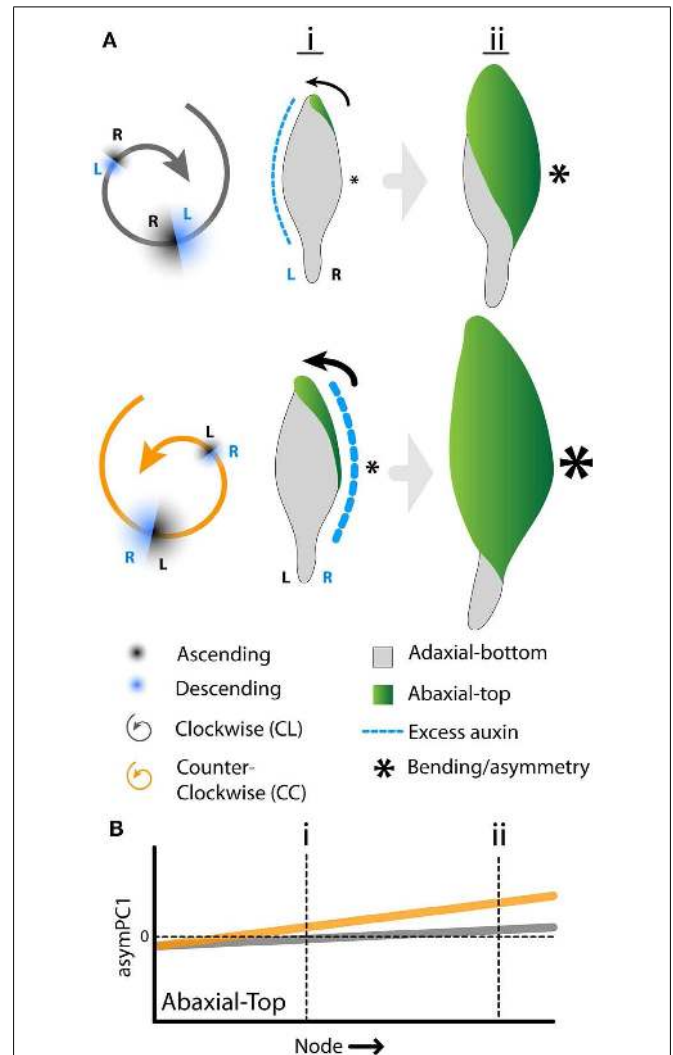 A
i
ii
R
L
R
L
*
*
L
R
L
R
R
L
*
*
L
R
Ascending
Descending
Clockwise (CL)
Counter-
Clockwise (CC)
Adaxial-bottom
Abaxial-top
Excess auxin
* Bending/asymmetry
B
i
ii
asymPC1
0
Abaxial-Top
Node